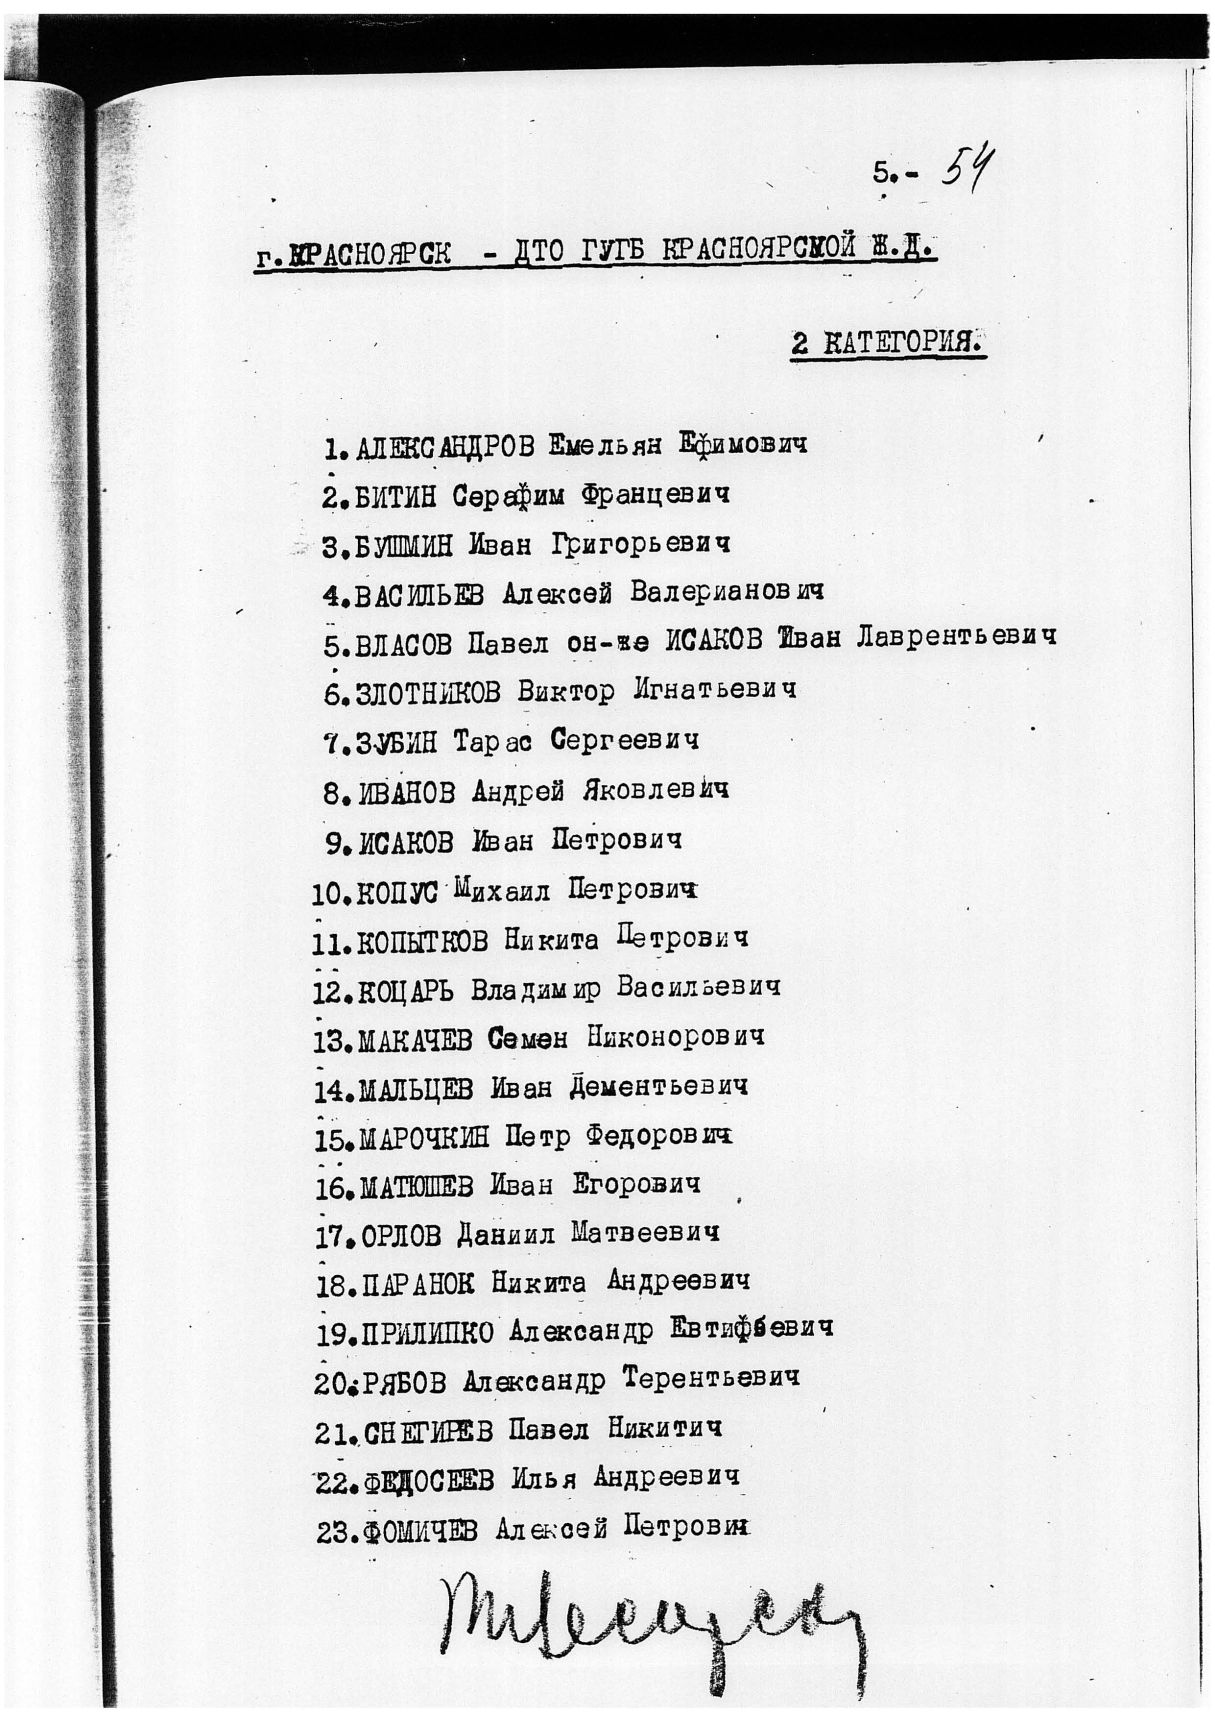 5.- 54
г. КРАСНОЯРСК - ДТО ГУГБ КРАСНОЯРСКОЙ Ж.Д.
2 КАТЕГОРИЯ.
1. АЛЕКСАНДРОВ Емельян Ефимович
2. БИТИН Серафим Францевич
3. БУШМИН Иван Григорьевич
4. ВАСИЛЬЕВ Алексей Валерианович
5. ВЛАСОВ Павел он-же ИСАКОВ Иван Лаврентьевич
6. ЗЛОТНИКОВ Виктор Игнатьевич
7. ЗУБИН Тарас Сергеевич
8. ИВАНОВ Андрей Яковлевич
9. ИСАКОВ Иван Петрович
10. КОПУС Михаил Петрович
11. КОПЫТКОВ Никита Петрович
12. КОЦАРЬ Владимир Васильевич
13. МАКАЧЕВ Семен Никонорович
14. МАЛЬЦЕВ Иван Дементьевич
15. МАРОЧКИН Петр Федорович
16. МАТЮШЕВ Иван Егорович
17. ОРЛОВ Даниил Матвеевич
18. ПАРАНОК Никита Андреевич
19. ПРИЛИПКО Александр Евтифьевич
20. РЯБОВ Александр Терентьевич
21. СНЕГИРЕВ Павел Никитич
22. ФЕДОСЕЕВ Илья Андреевич
23. ФОМИЧЕВ Алексей Петрович